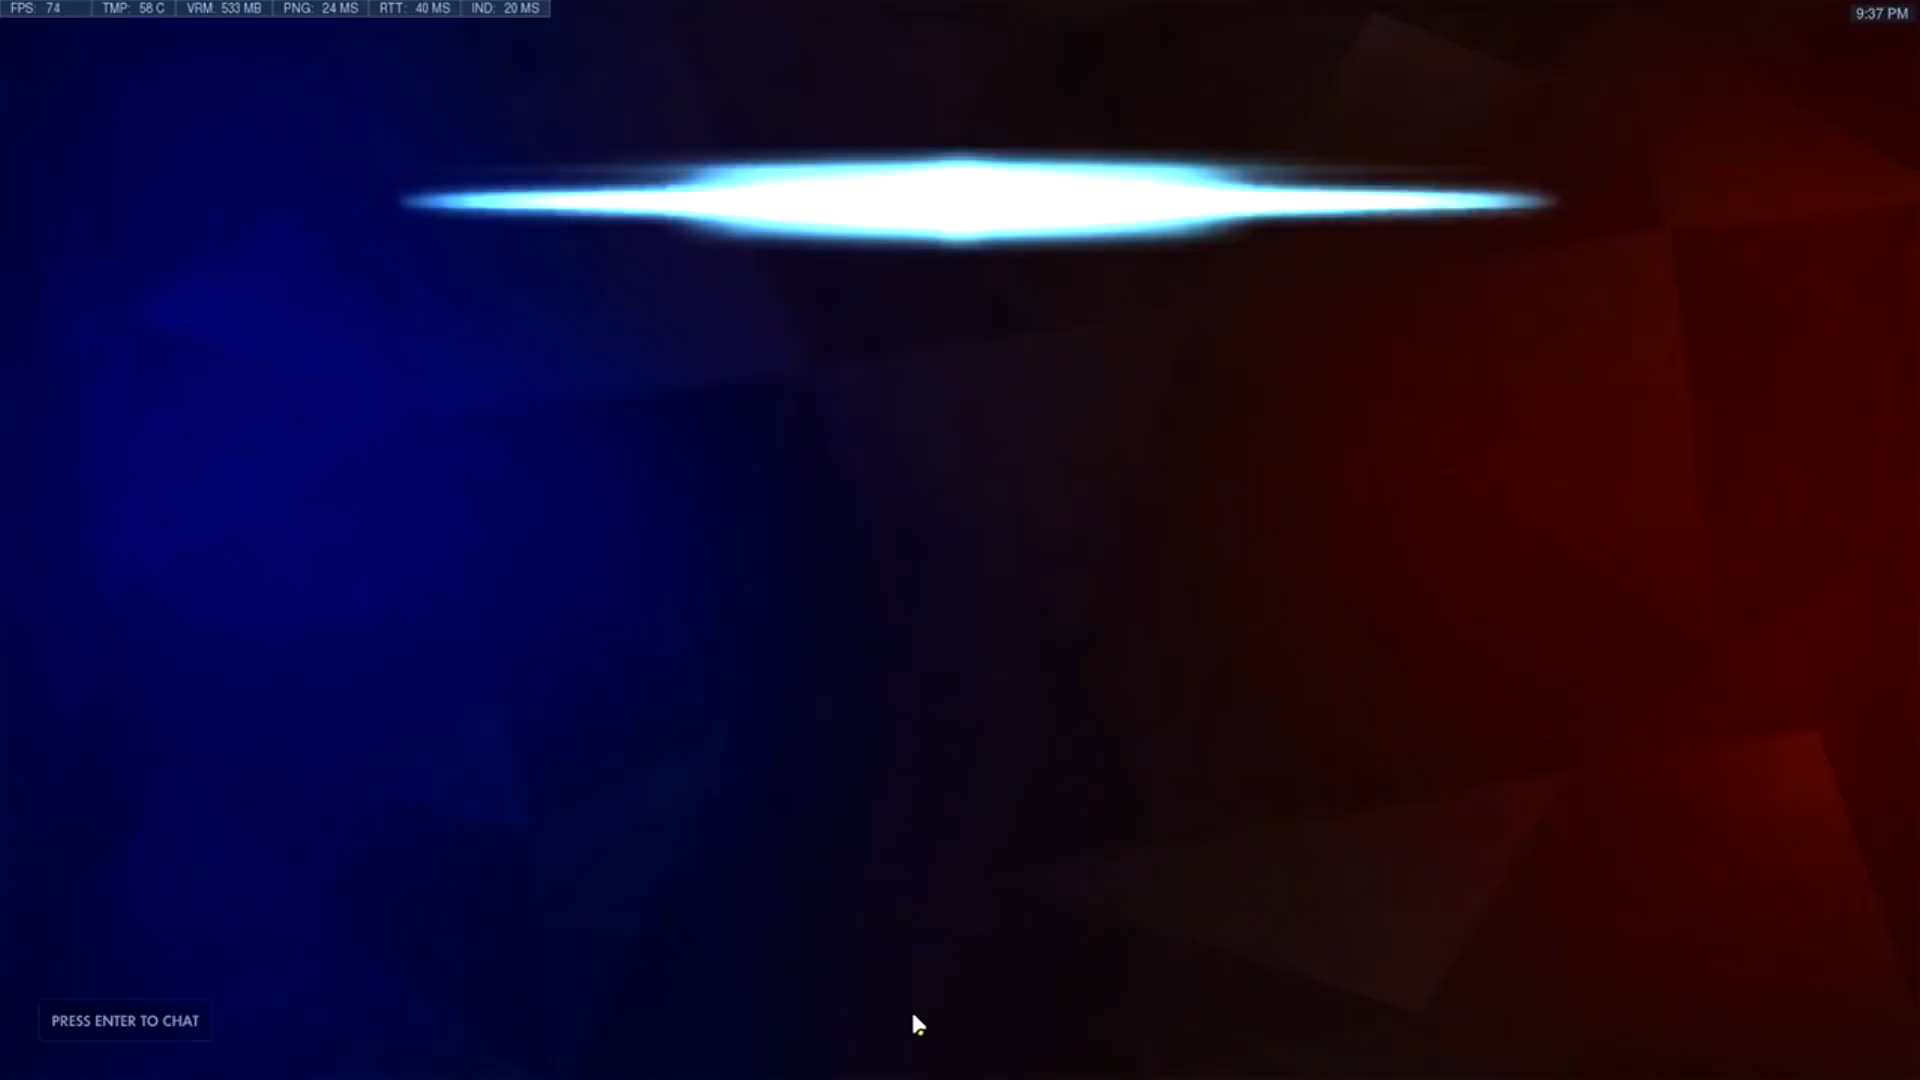 FPS: 74 TMP: 58 C VRM: 533 MB PNG: 24 MS RTT: 40 MS IND: 20 MS
9:37 PM
PRESS ENTER TO CHAT